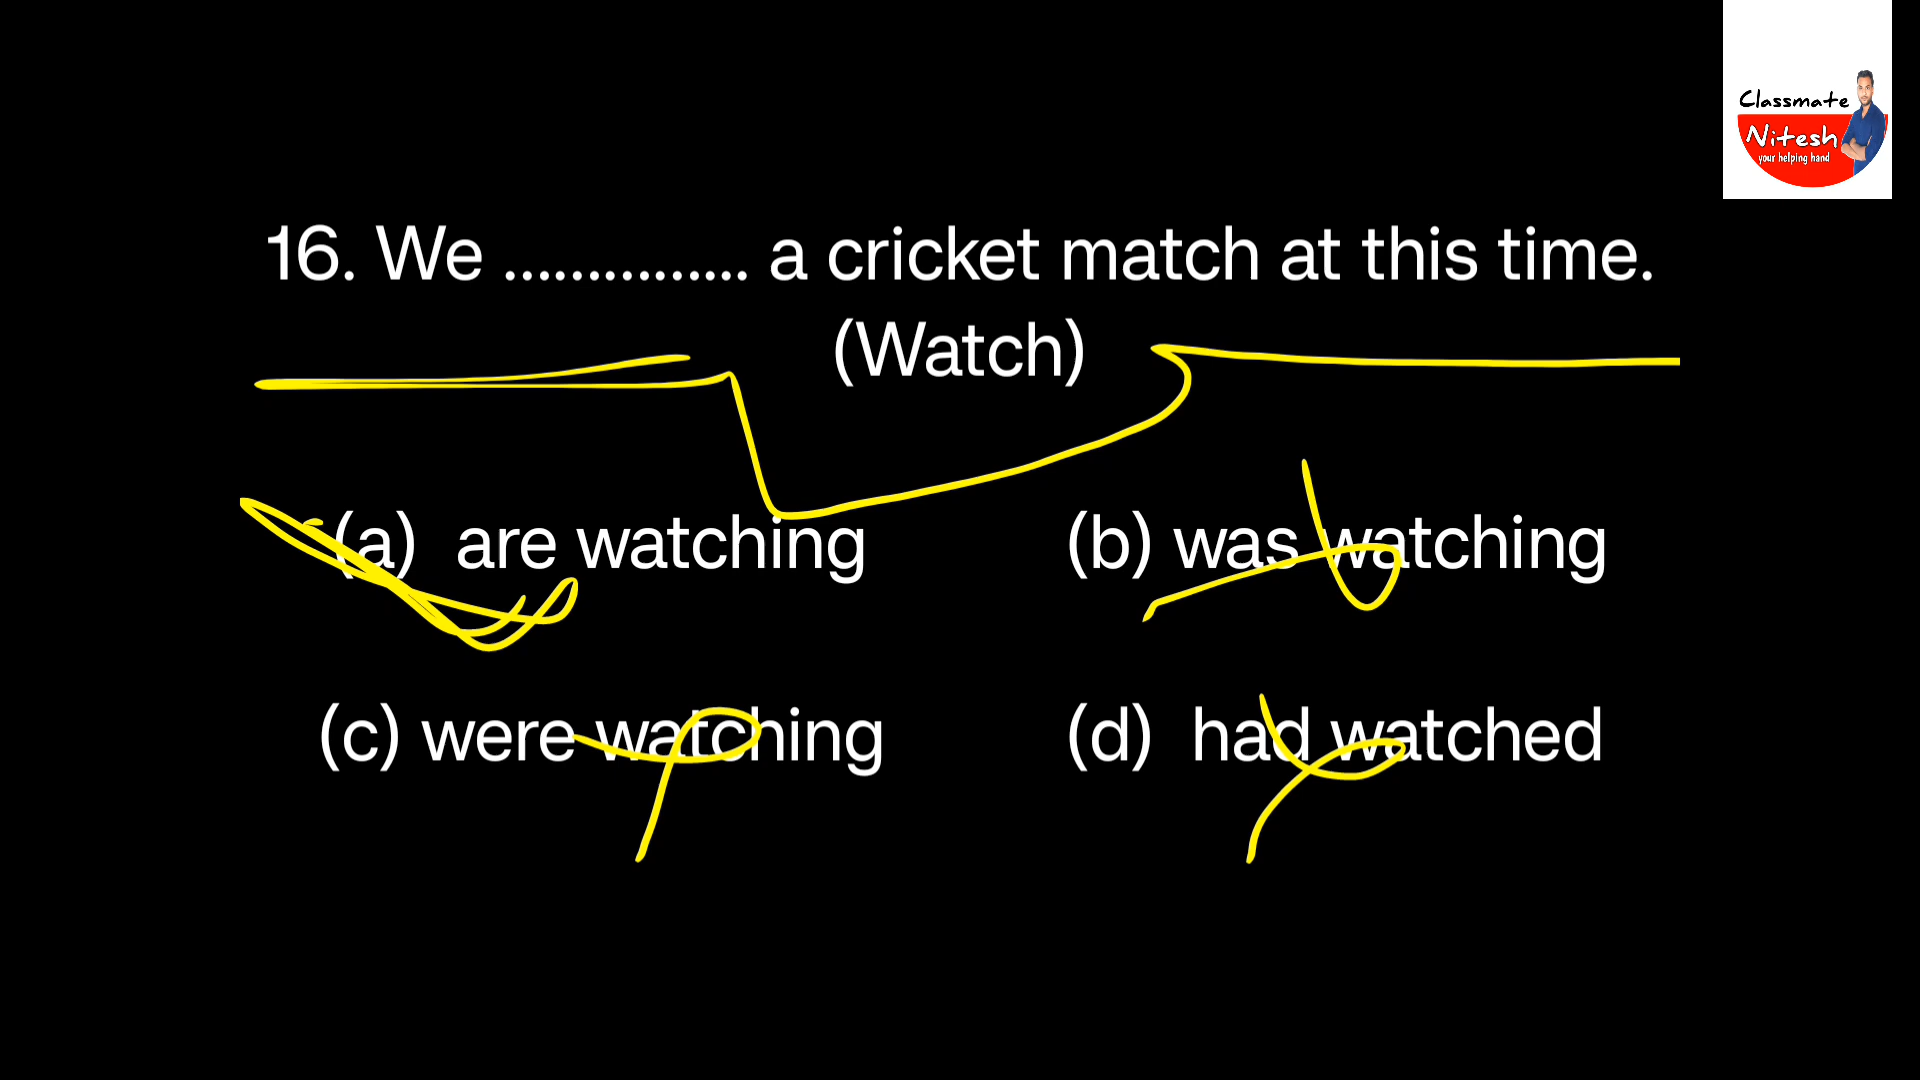 Classmate
Nitesh
your helping hand
16. We ............... a cricket match at this time.
(Watch)
(a) are watching
(b) was watching
(c) were watching
(d) had watched